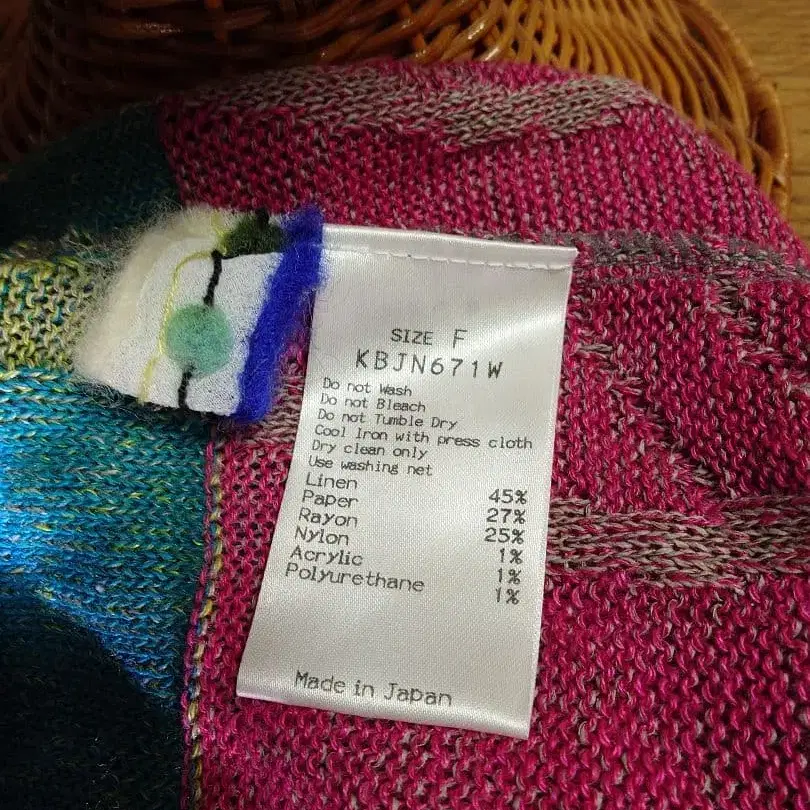 SIZE F
KBJN671W
Do not Wash
Do not Bleach
Do not Tumble Dry
Cool Iron with press cloth
Dry clean only
Use washing net
Linen 45%
Paper 27%
Rayon 25%
Nylon 1%
Acrylic 1%
Polyurethane 1%
Made in Japan